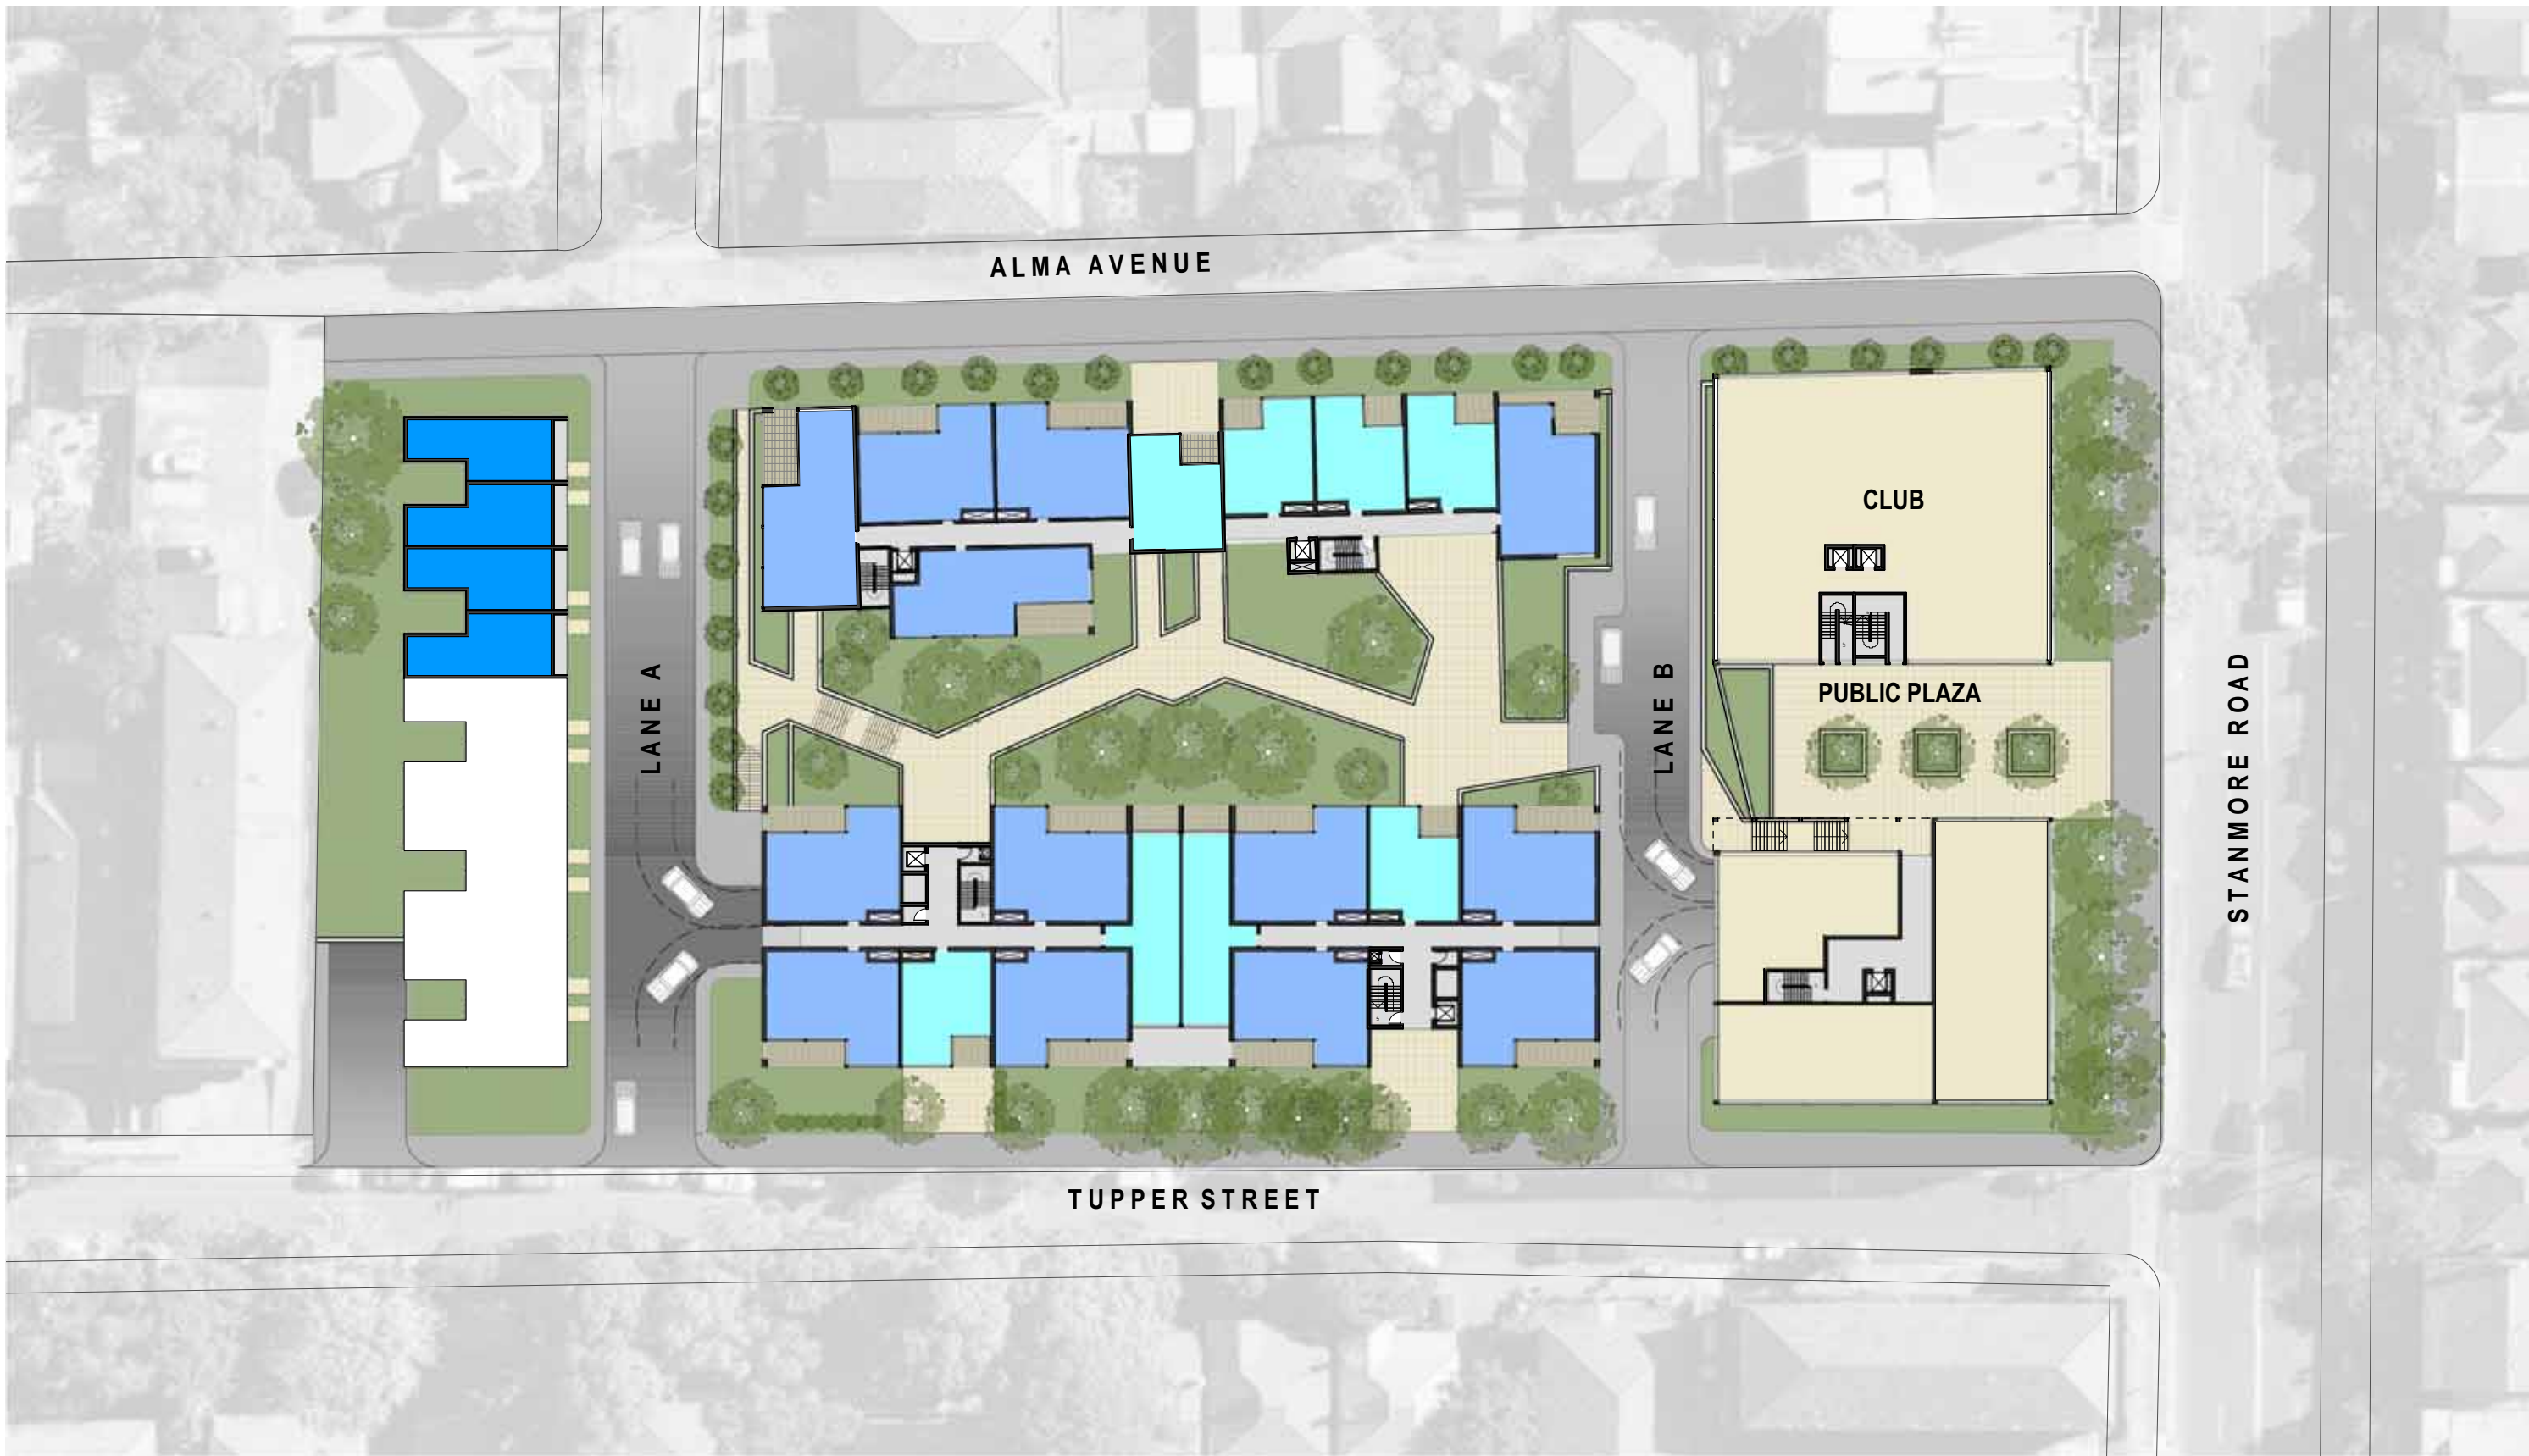 ALMA AVENUE
CLUB
PUBLIC PLAZA
LANE A
LANE B
STANMORE ROAD
TUPPER STREET